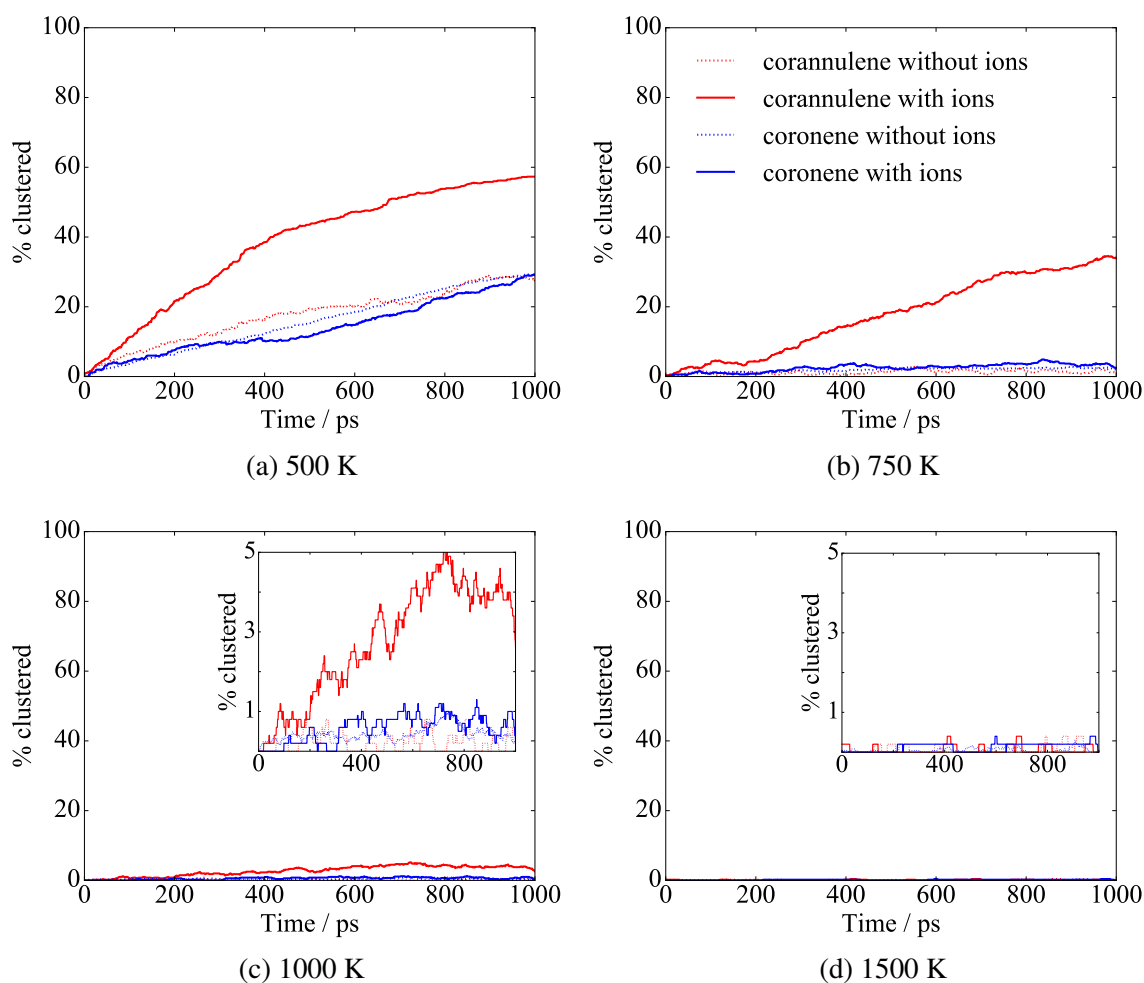 100
80
60
40
20
0
% clustered
0 200 400 600 800 1000
Time / ps
(a) 500 K
100
80
60
40
20
0
% clustered
corannulene without ions
corannulene with ions
coronene without ions
coronene with ions
0 200 400 600 800 1000
Time / ps
(b) 750 K
100
80
60
40
20
0
% clustered
5
3
1
% clustered
0 400 800
0 200 400 600 800 1000
Time / ps
(c) 1000 K
100
80
60
40
20
0
% clustered
5
3
1
% clustered
0 400 800
0 200 400 600 800 1000
Time / ps
(d) 1500 K